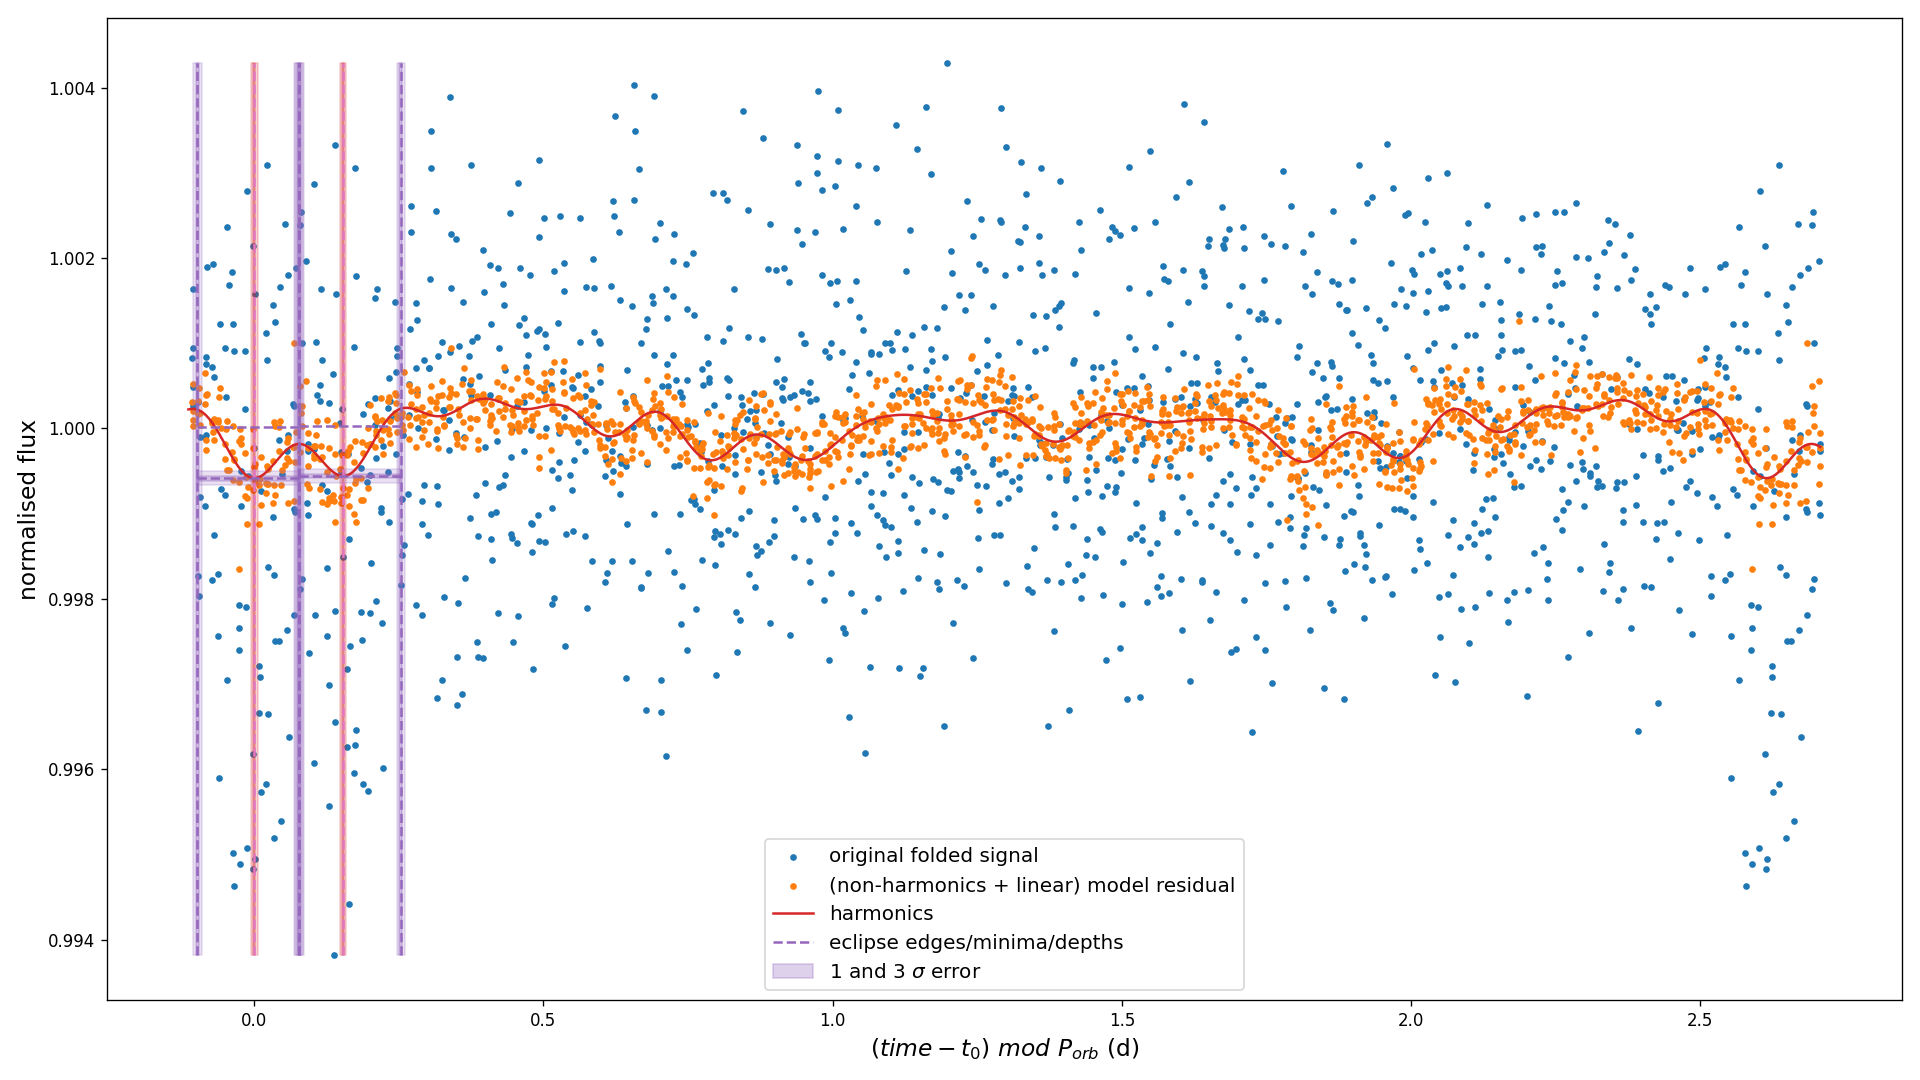 normalised flux
1.004
1.002
1.000
0.998
0.996
0.994
0.0 0.5 1.0 1.5 2.0 2.5
(time − t₀) mod P_orb (d)
original folded signal
(non-harmonics + linear) model residual
harmonics
eclipse edges/minima/depths
1 and 3 σ error